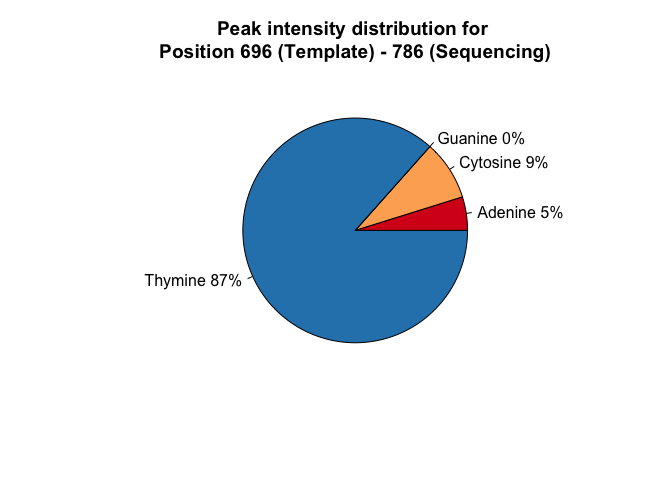 Peak intensity distribution for
Position 696 (Template) - 786 (Sequencing)
Guanine 0%
Cytosine 9%
Adenine 5%
Thymine 87%